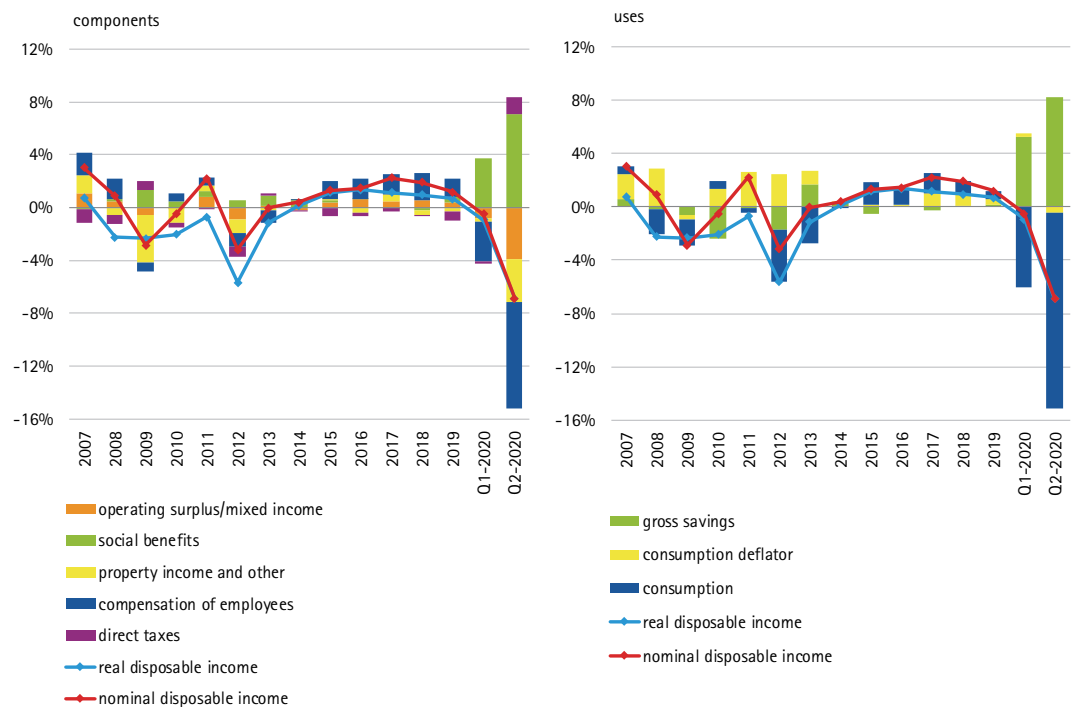 components
12%
8%
4%
0%
-4%
-8%
-12%
-16%
2007
2008
2009
2010
2011
2012
2013
2014
2015
2016
2017
2018
2019
Q1-2020
Q2-2020
operating surplus/mixed income
social benefits
property income and other
compensation of employees
direct taxes
real disposable income
nominal disposable income
uses
12%
8%
4%
0%
-4%
-8%
-12%
-16%
2007
2008
2009
2010
2011
2012
2013
2014
2015
2016
2017
2018
2019
Q1-2020
Q2-2020
gross savings
consumption deflator
consumption
real disposable income
nominal disposable income